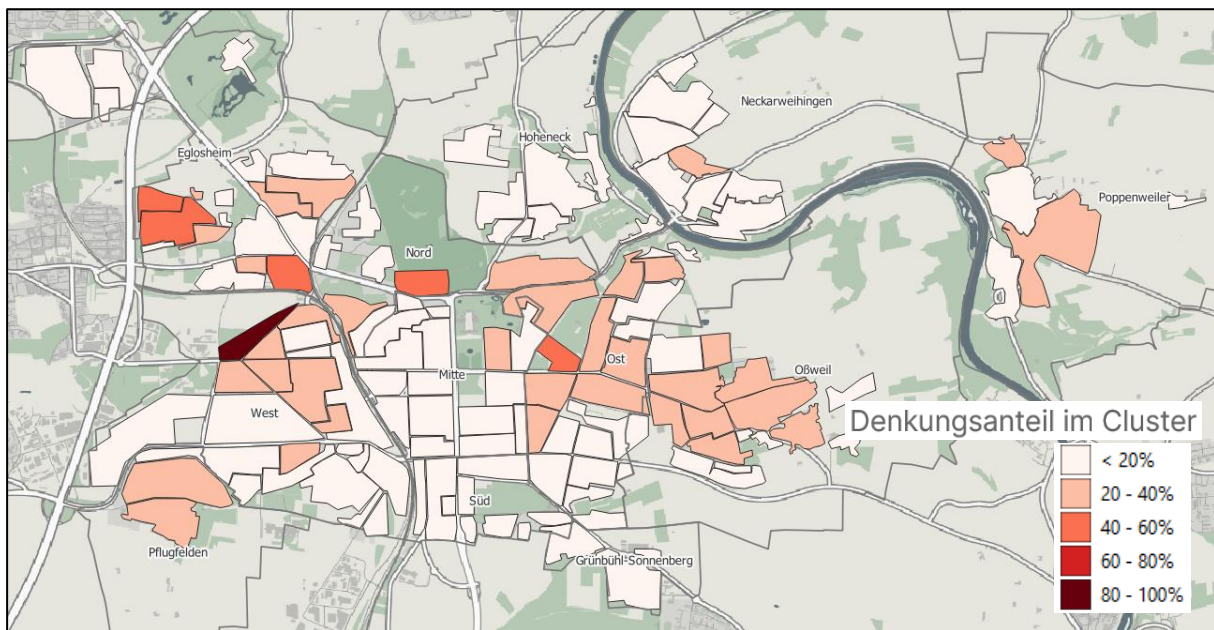 Neckarweihingen
Hoheneck
Eglosheim
Poppenweiler
Nord
Ost
Oßweil
Mitte
West
Denkungsanteil im Cluster
< 20%
20 - 40%
40 - 60%
60 - 80%
80 - 100%
Süd
Pflugfelden
Grünbühl-Sonnenberg